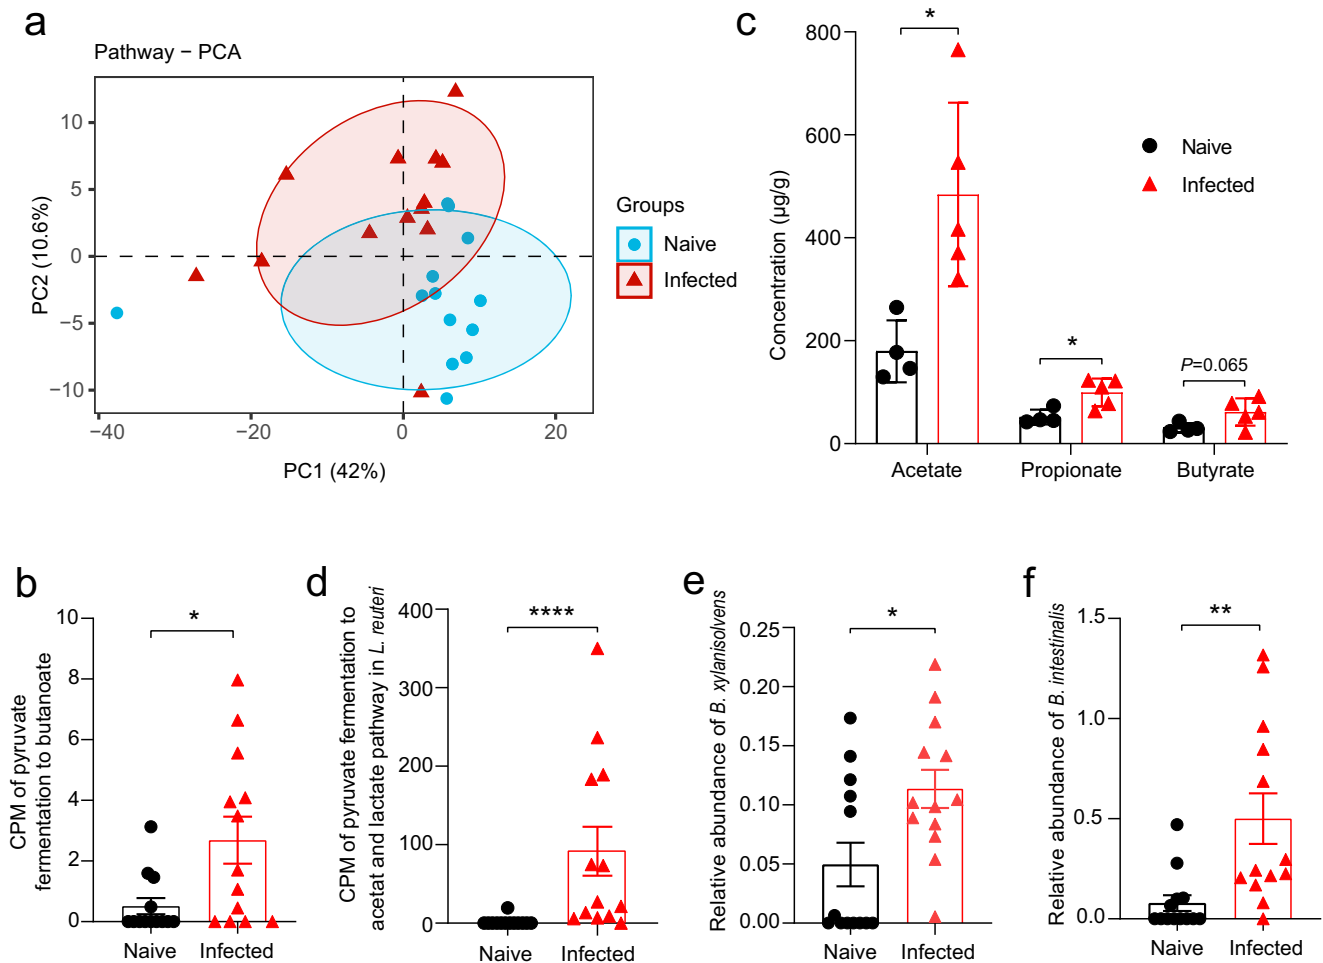 a
Pathway − PCA
PC2 (10.6%)
10
5
0
−5
−10
−40
−20
0
20
PC1 (42%)
Groups
Naive
Infected
c
Concentration (µg/g)
800
600
400
200
0
*
*
P=0.065
Naive
Infected
Acetate
Propionate
Butyrate
b
CPM of pyruvate
fermentation to butanoate
10
8
6
4
2
0
*
Naive
Infected
d
CPM of pyruvate fermentation to
acetat and lactate pathway in L. reuteri
400
300
200
100
0
****
Naive
Infected
e
Relative abundance of B. xylanisolvens
0.25
0.20
0.15
0.10
0.05
0.00
*
Naive
Infected
f
Relative abundance of B. intestinalis
1.5
1.0
0.5
0.0
**
Naive
Infected